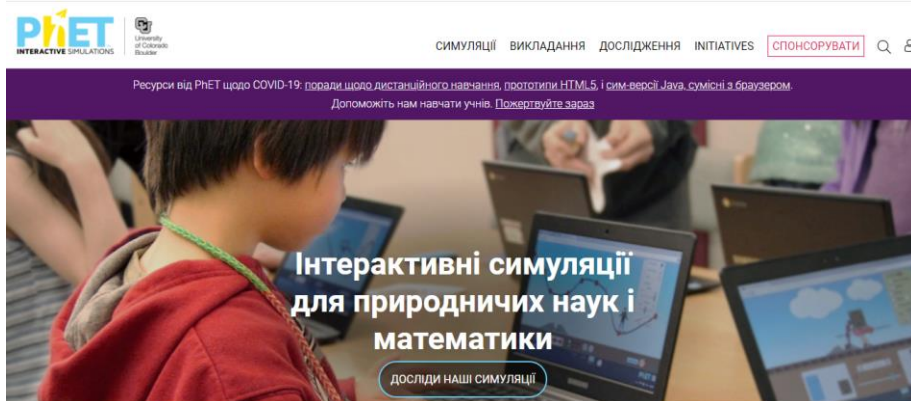 PhET
INTERACTIVE SIMULATIONS
University
of Colorado
Boulder
СИМУЛЯЦІЇ ВИКЛАДАННЯ ДОСЛІДЖЕННЯ INITIATIVES СПОНСОРУВАТИ
Ресурси від PhET щодо COVID-19: поради щодо дистанційного навчання, прототипи HTML5, і сим-версії Java, сумісні з браузером.
Допоможіть нам навчати учнів. Пожертвуйте зараз
Інтерактивні симуляції
для природничих наук і
математики
ДОСЛІДИ НАШІ СИМУЛЯЦІЇ